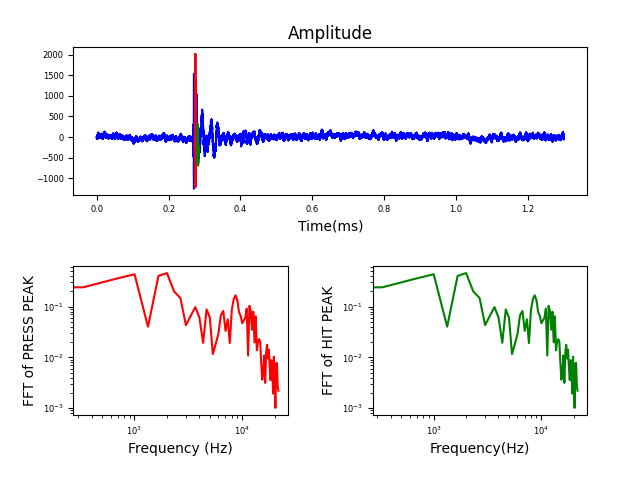 Amplitude
2000
1500
1000
500
0
−500
−1000
0.0 0.2 0.4 0.6 0.8 1.0 1.2
Time(ms)
FFT of PRESS PEAK
10⁻¹
10⁻²
10⁻³
10³ 10⁴
Frequency (Hz)
FFT of HIT PEAK
10⁻¹
10⁻²
10⁻³
10³ 10⁴
Frequency(Hz)